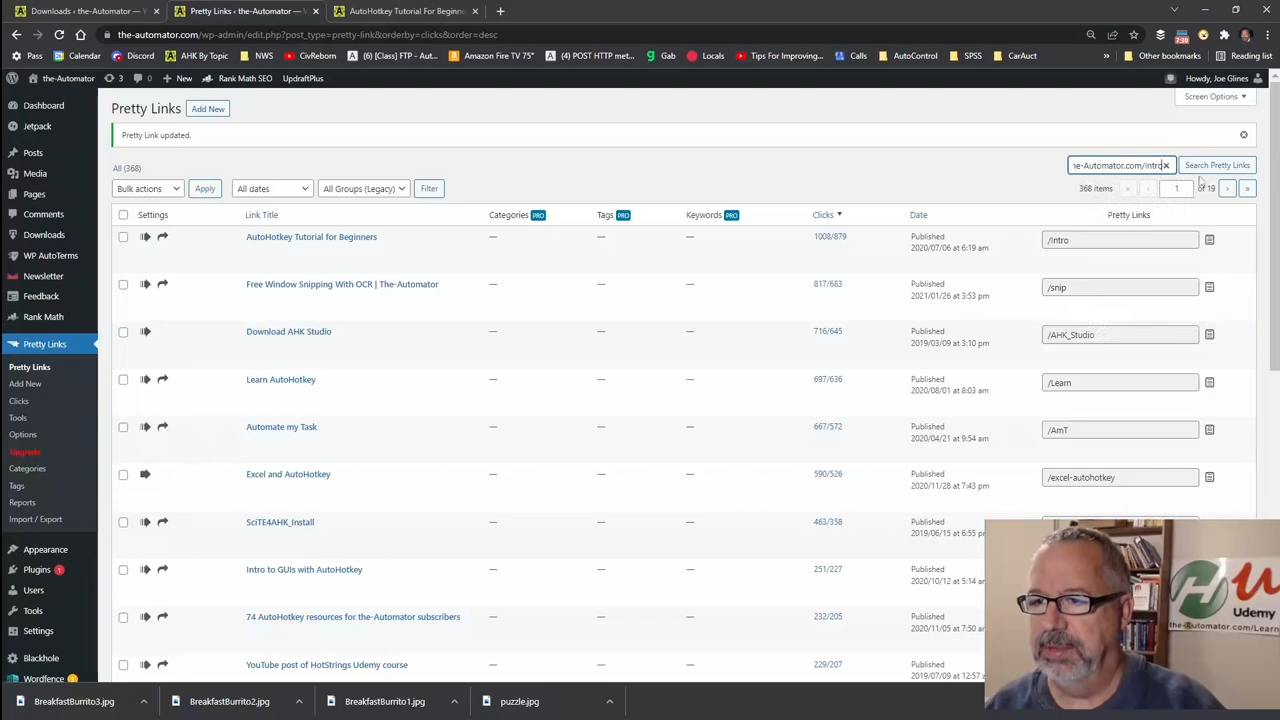 Downloads ‹ the-Automator —
Pretty Links ‹ the-Automator —
AutoHotkey Tutorial For Beginn
the-automator.com/wp-admin/edit.php?post_type=pretty-link&orderby=clicks&order=desc
7:30
Pass
Calendar
Discord
AHK By Topic
NWS
CivReborn
(6) [Class] FTP - Aut...
Amazon Fire TV 75"
(4) POST HTTP met...
Gab
Locals
Tips For Improving...
Calls
AutoControl
SPSS
CarAuct
»
Other bookmarks
Reading list
the-Automator
3
0
New
Rank Math SEO
UpdraftPlus
Howdy, Joe Glines
Dashboard
Jetpack
Posts
Media
Pages
Comments
Downloads
WP AutoTerms
Newsletter
Feedback
Rank Math
Pretty Links
Pretty Links
Add New
Clicks
Tools
Options
Upgrade
Categories
Tags
Reports
Import / Export
Appearance
Plugins 1
Users
Tools
Settings
Blackhole
Wordfence
Screen Options
Pretty Links Add New
Pretty Link updated.
All (368)
ne-Automator.com/Intro
Search Pretty Links
Bulk actions Apply All dates All Groups (Legacy) Filter
368 items « ‹ 1 of 19 › »
Settings Link Title Categories PRO Tags PRO Keywords PRO Clicks Date Pretty Links
AutoHotkey Tutorial for Beginners — — — 1008/879 Published /Intro
2020/07/06 at 6:19 am
Free Window Snipping With OCR | The-Automator — — — 817/683 Published /snip
2021/01/26 at 3:53 pm
Download AHK Studio — — — 716/645 Published /AHK_Studio
2019/03/09 at 3:10 pm
Learn AutoHotkey — — — 697/636 Published /Learn
2020/08/01 at 8:03 am
Automate my Task — — — 667/572 Published /AmT
2020/04/21 at 9:54 am
Excel and AutoHotkey — — — 590/526 Published /excel-autohotkey
2020/11/28 at 7:43 pm
SciTE4AHK_Install — — — 463/358 Published
2019/06/15 at 6:55 pm
Intro to GUIs with AutoHotkey — — — 251/227 Published
2020/10/12 at 5:14 am
74 AutoHotkey resources for the-Automator subscribers — — — 232/205 Published
2020/11/05 at 7:50 am
YouTube post of HotStrings Udemy course — — — 229/207 Published
2019/07/09 at 12:57
H
Udemy
the-Automator.com/Learn
BreakfastBurrito3.jpg
BreakfastBurrito2.jpg
BreakfastBurrito1.jpg
puzzle.jpg